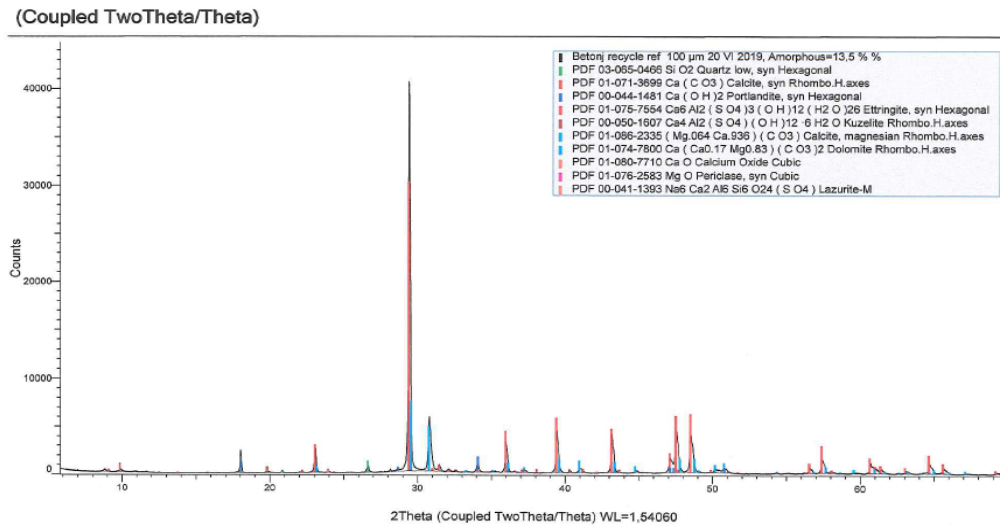 (Coupled TwoTheta/Theta)
Betonj recycle ref 100 µm 20 VI 2019, Amorphous=13,5 % %
PDF 03-065-0466 Si O2 Quartz low, syn Hexagonal
PDF 01-071-3699 Ca ( C O3 ) Calcite, syn Rhombo.H.axes
PDF 00-044-1481 Ca ( O H )2 Portlandite, syn Hexagonal
PDF 01-075-7554 Ca6 Al2 ( S O4 )3 ( O H )12 ( H2 O )26 Ettringite, syn Hexagonal
PDF 00-050-1607 Ca4 Al2 ( S O4 ) ( O H )12 ·6 H2 O Kuzelite Rhombo.H.axes
PDF 01-086-2335 ( Mg.064 Ca.936 ) ( C O3 ) Calcite, magnesian Rhombo.H.axes
PDF 01-074-7800 Ca ( Ca0.17 Mg0.83 ) ( C O3 )2 Dolomite Rhombo.H.axes
PDF 01-080-7710 Ca O Calcium Oxide Cubic
PDF 01-076-2583 Mg O Periclase, syn Cubic
PDF 00-041-1393 Na6 Ca2 Al6 Si6 O24 ( S O4 ) Lazurite-M
Counts
40000
30000
20000
10000
0
10 20 30 40 50 60
2Theta (Coupled TwoTheta/Theta) WL=1,54060